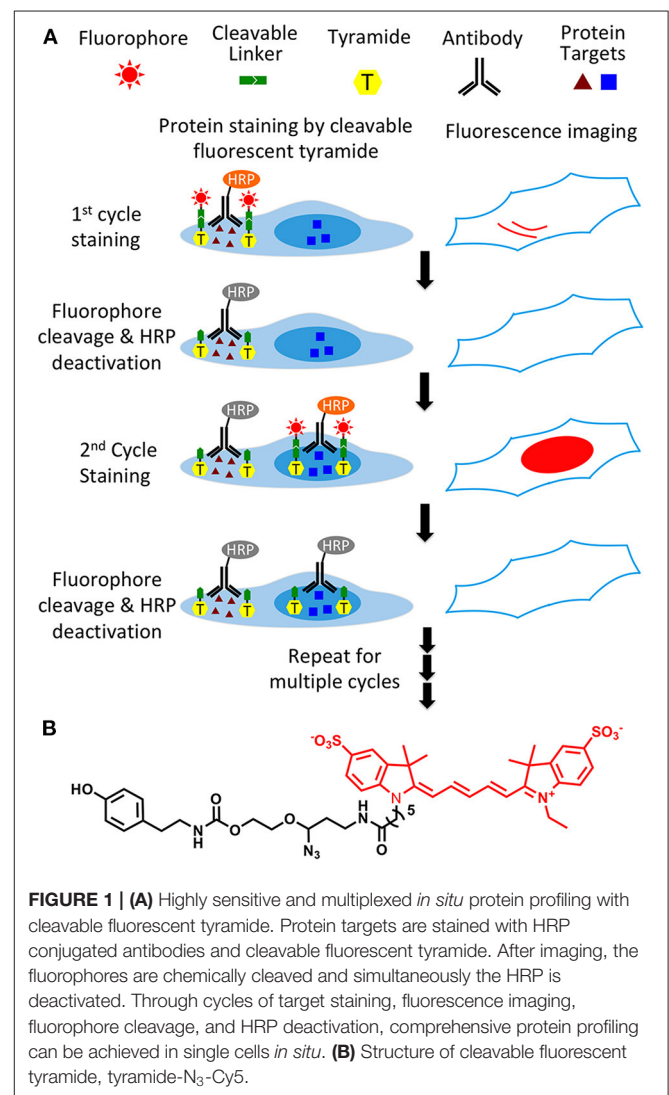 A
Fluorophore
Cleavable
Linker
Tyramide
Antibody
Protein
Targets
T
Protein staining by cleavable
fluorescent tyramide
Fluorescence imaging
1st cycle
staining
HRP
T T
Fluorophore
cleavage & HRP
deactivation
HRP
T T
2nd Cycle
Staining
HRP HRP
T T T T
Fluorophore
cleavage & HRP
deactivation
HRP HRP
T T T T
Repeat for
multiple cycles
B
-O3S SO3-
N N+
5
HO
N
H
O
O
O
N3
H
N
O
FIGURE 1 | (A) Highly sensitive and multiplexed in situ protein profiling with
cleavable fluorescent tyramide. Protein targets are stained with HRP
conjugated antibodies and cleavable fluorescent tyramide. After imaging, the
fluorophores are chemically cleaved and simultaneously the HRP is
deactivated. Through cycles of target staining, fluorescence imaging,
fluorophore cleavage, and HRP deactivation, comprehensive protein profiling
can be achieved in single cells in situ. (B) Structure of cleavable fluorescent
tyramide, tyramide-N3-Cy5.